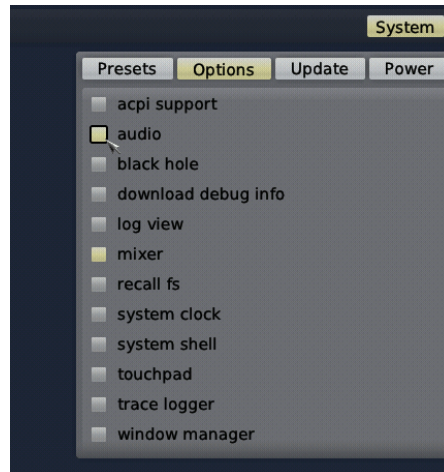 System
Presets Options Update Power
acpi support
audio
black hole
download debug info
log view
mixer
recall fs
system clock
system shell
touchpad
trace logger
window manager